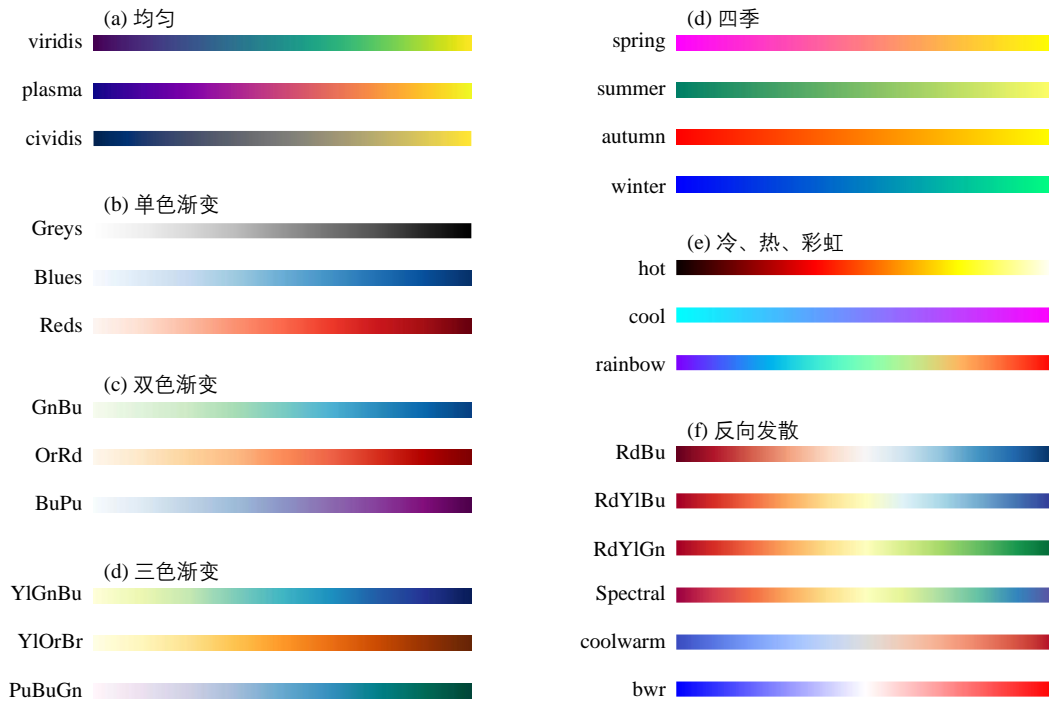 (a) 均匀
viridis
plasma
cividis
(b) 单色渐变
Greys
Blues
Reds
(c) 双色渐变
GnBu
OrRd
BuPu
(d) 三色渐变
YlGnBu
YlOrBr
PuBuGn
(d) 四季
spring
summer
autumn
winter
(e) 冷、热、彩虹
hot
cool
rainbow
(f) 反向发散
RdBu
RdYlBu
RdYlGn
Spectral
coolwarm
bwr